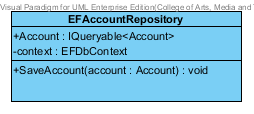 Visual Paradigm for UML Enterprise Edition(College of Arts, Media and
EFAccountRepository
+Account : IQueryable<Account>
-context : EFDbContext
+SaveAccount(account : Account) : void